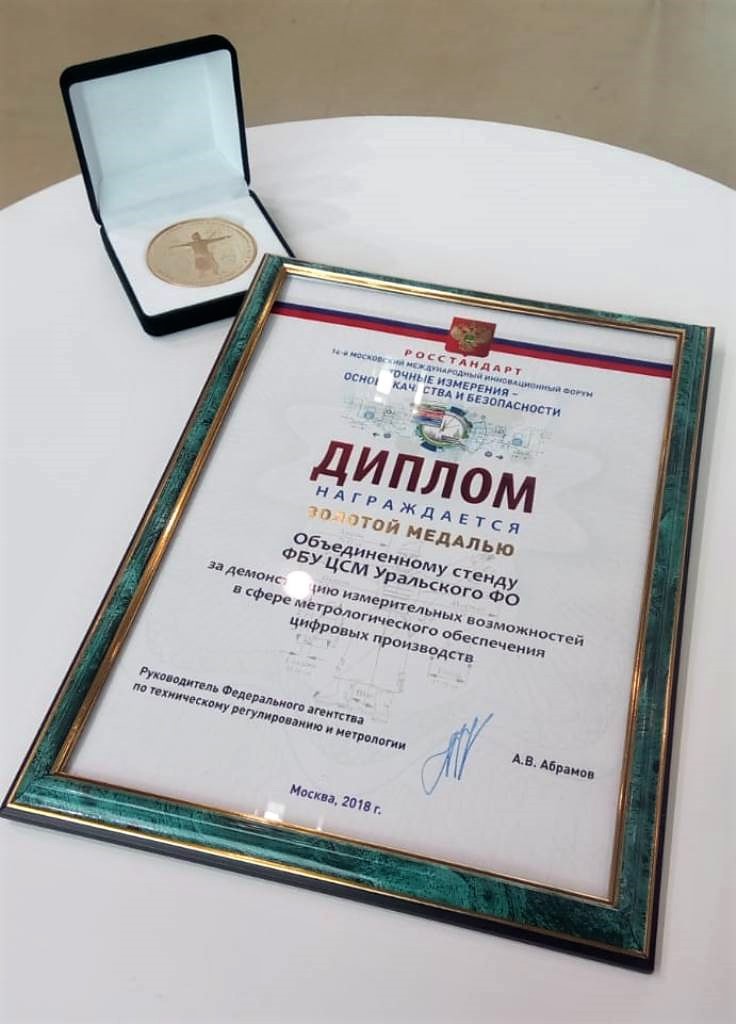 РОССТАНДАРТ
14-й МОСКОВСКИЙ МЕЖДУНАРОДНЫЙ ИННОВАЦИОННЫЙ ФОРУМ
ТОЧНЫЕ ИЗМЕРЕНИЯ –
ОСНОВА КАЧЕСТВА И БЕЗОПАСНОСТИ
ДИПЛОМ
НАГРАЖДАЕТСЯ
ЗОЛОТОЙ МЕДАЛЬЮ
Объединенному стенду
ФБУ ЦСМ Уральского ФО
за демонстрацию измерительных возможностей
в сфере метрологического обеспечения
цифровых производств
Руководитель Федерального агентства
по техническому регулированию и метрологии
А.В. Абрамов
Москва, 2018 г.